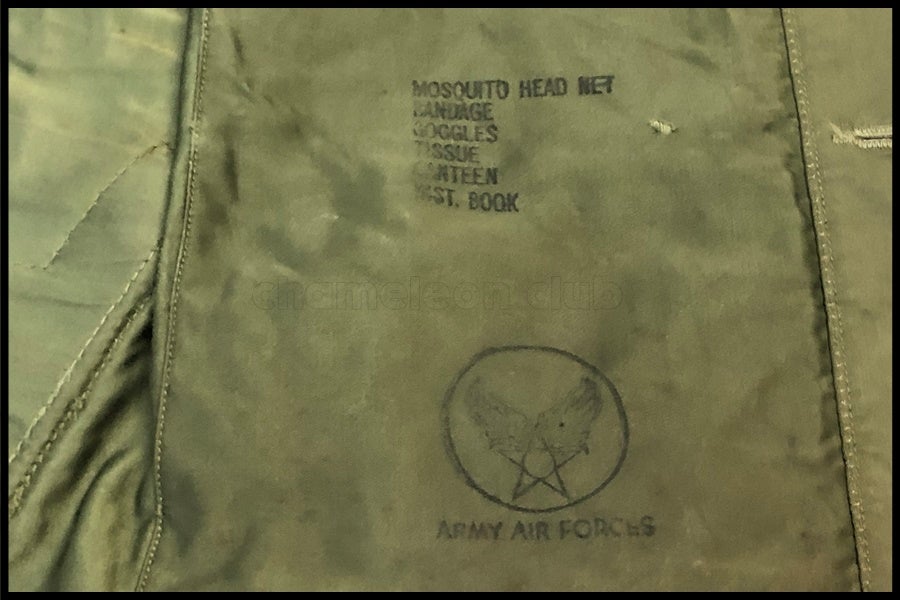 MOSQUITO HEAD NET
BANDAGE
GOGGLES
TISSUE
CANTEEN
INST. BOOK
chameleon club
ARMY AIR FORCES